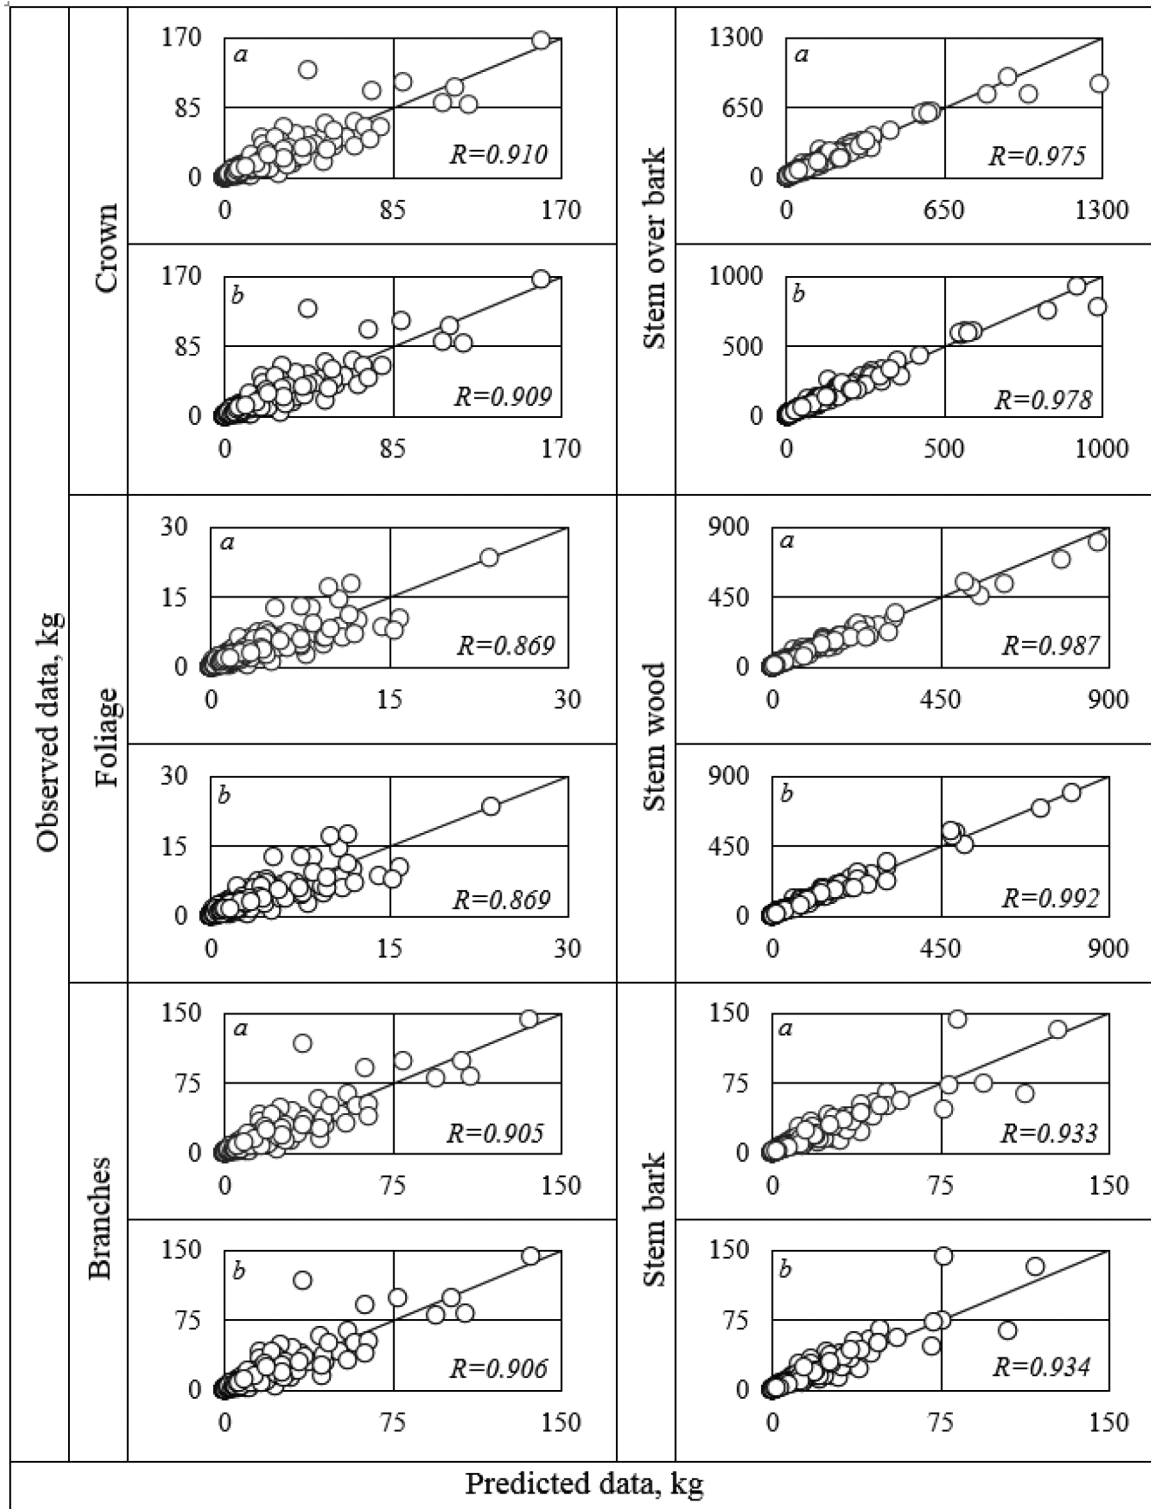 Observed data, kg
Crown
170
85
0
a
R=0.910
0 85 170
170
85
0
b
R=0.909
0 85 170
Foliage
30
15
0
a
R=0.869
0 15 30
30
15
0
b
R=0.869
0 15 30
Branches
150
75
0
a
R=0.905
0 75 150
150
75
0
b
R=0.906
0 75 150
Stem over bark
1300
650
0
a
R=0.975
0 650 1300
1000
500
0
b
R=0.978
0 500 1000
Stem wood
900
450
0
a
R=0.987
0 450 900
900
450
0
b
R=0.992
0 450 900
Stem bark
150
75
0
a
R=0.933
0 75 150
150
75
0
b
R=0.934
0 75 150
Predicted data, kg